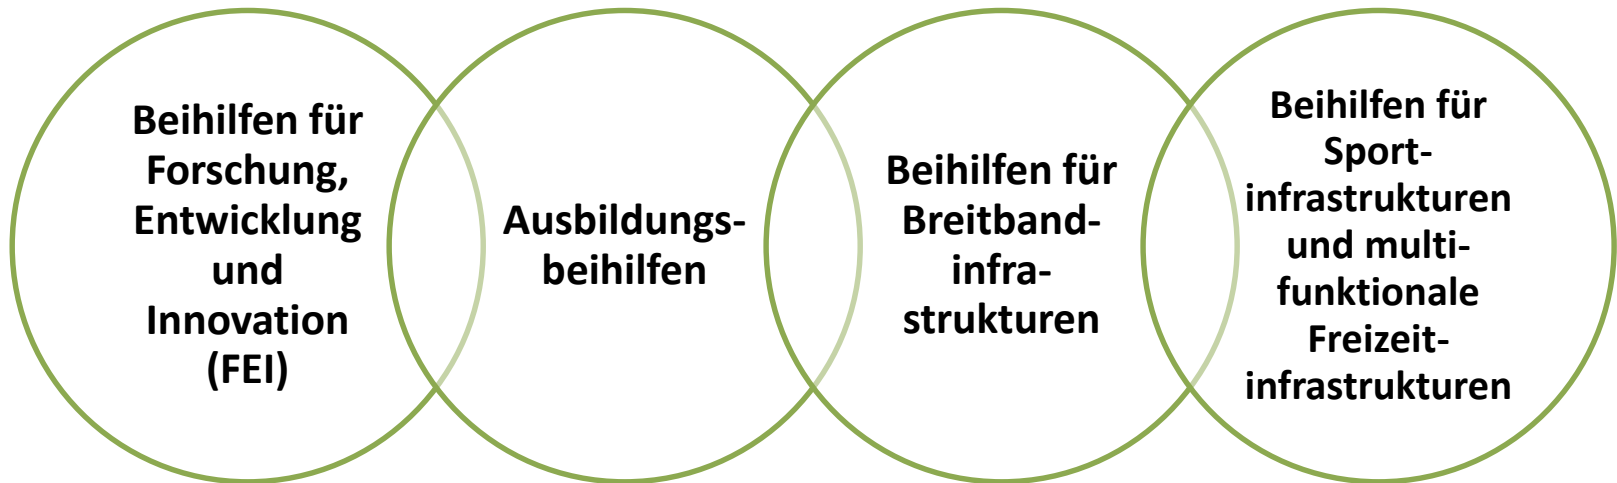 Beihilfen für
Forschung,
Entwicklung
und
Innovation
(FEI)
Ausbildungs-
beihilfen
Beihilfen für
Breitband-
infra-
strukturen
Beihilfen für
Sport-
infrastrukturen
und multi-
funktionale
Freizeit-
infrastrukturen